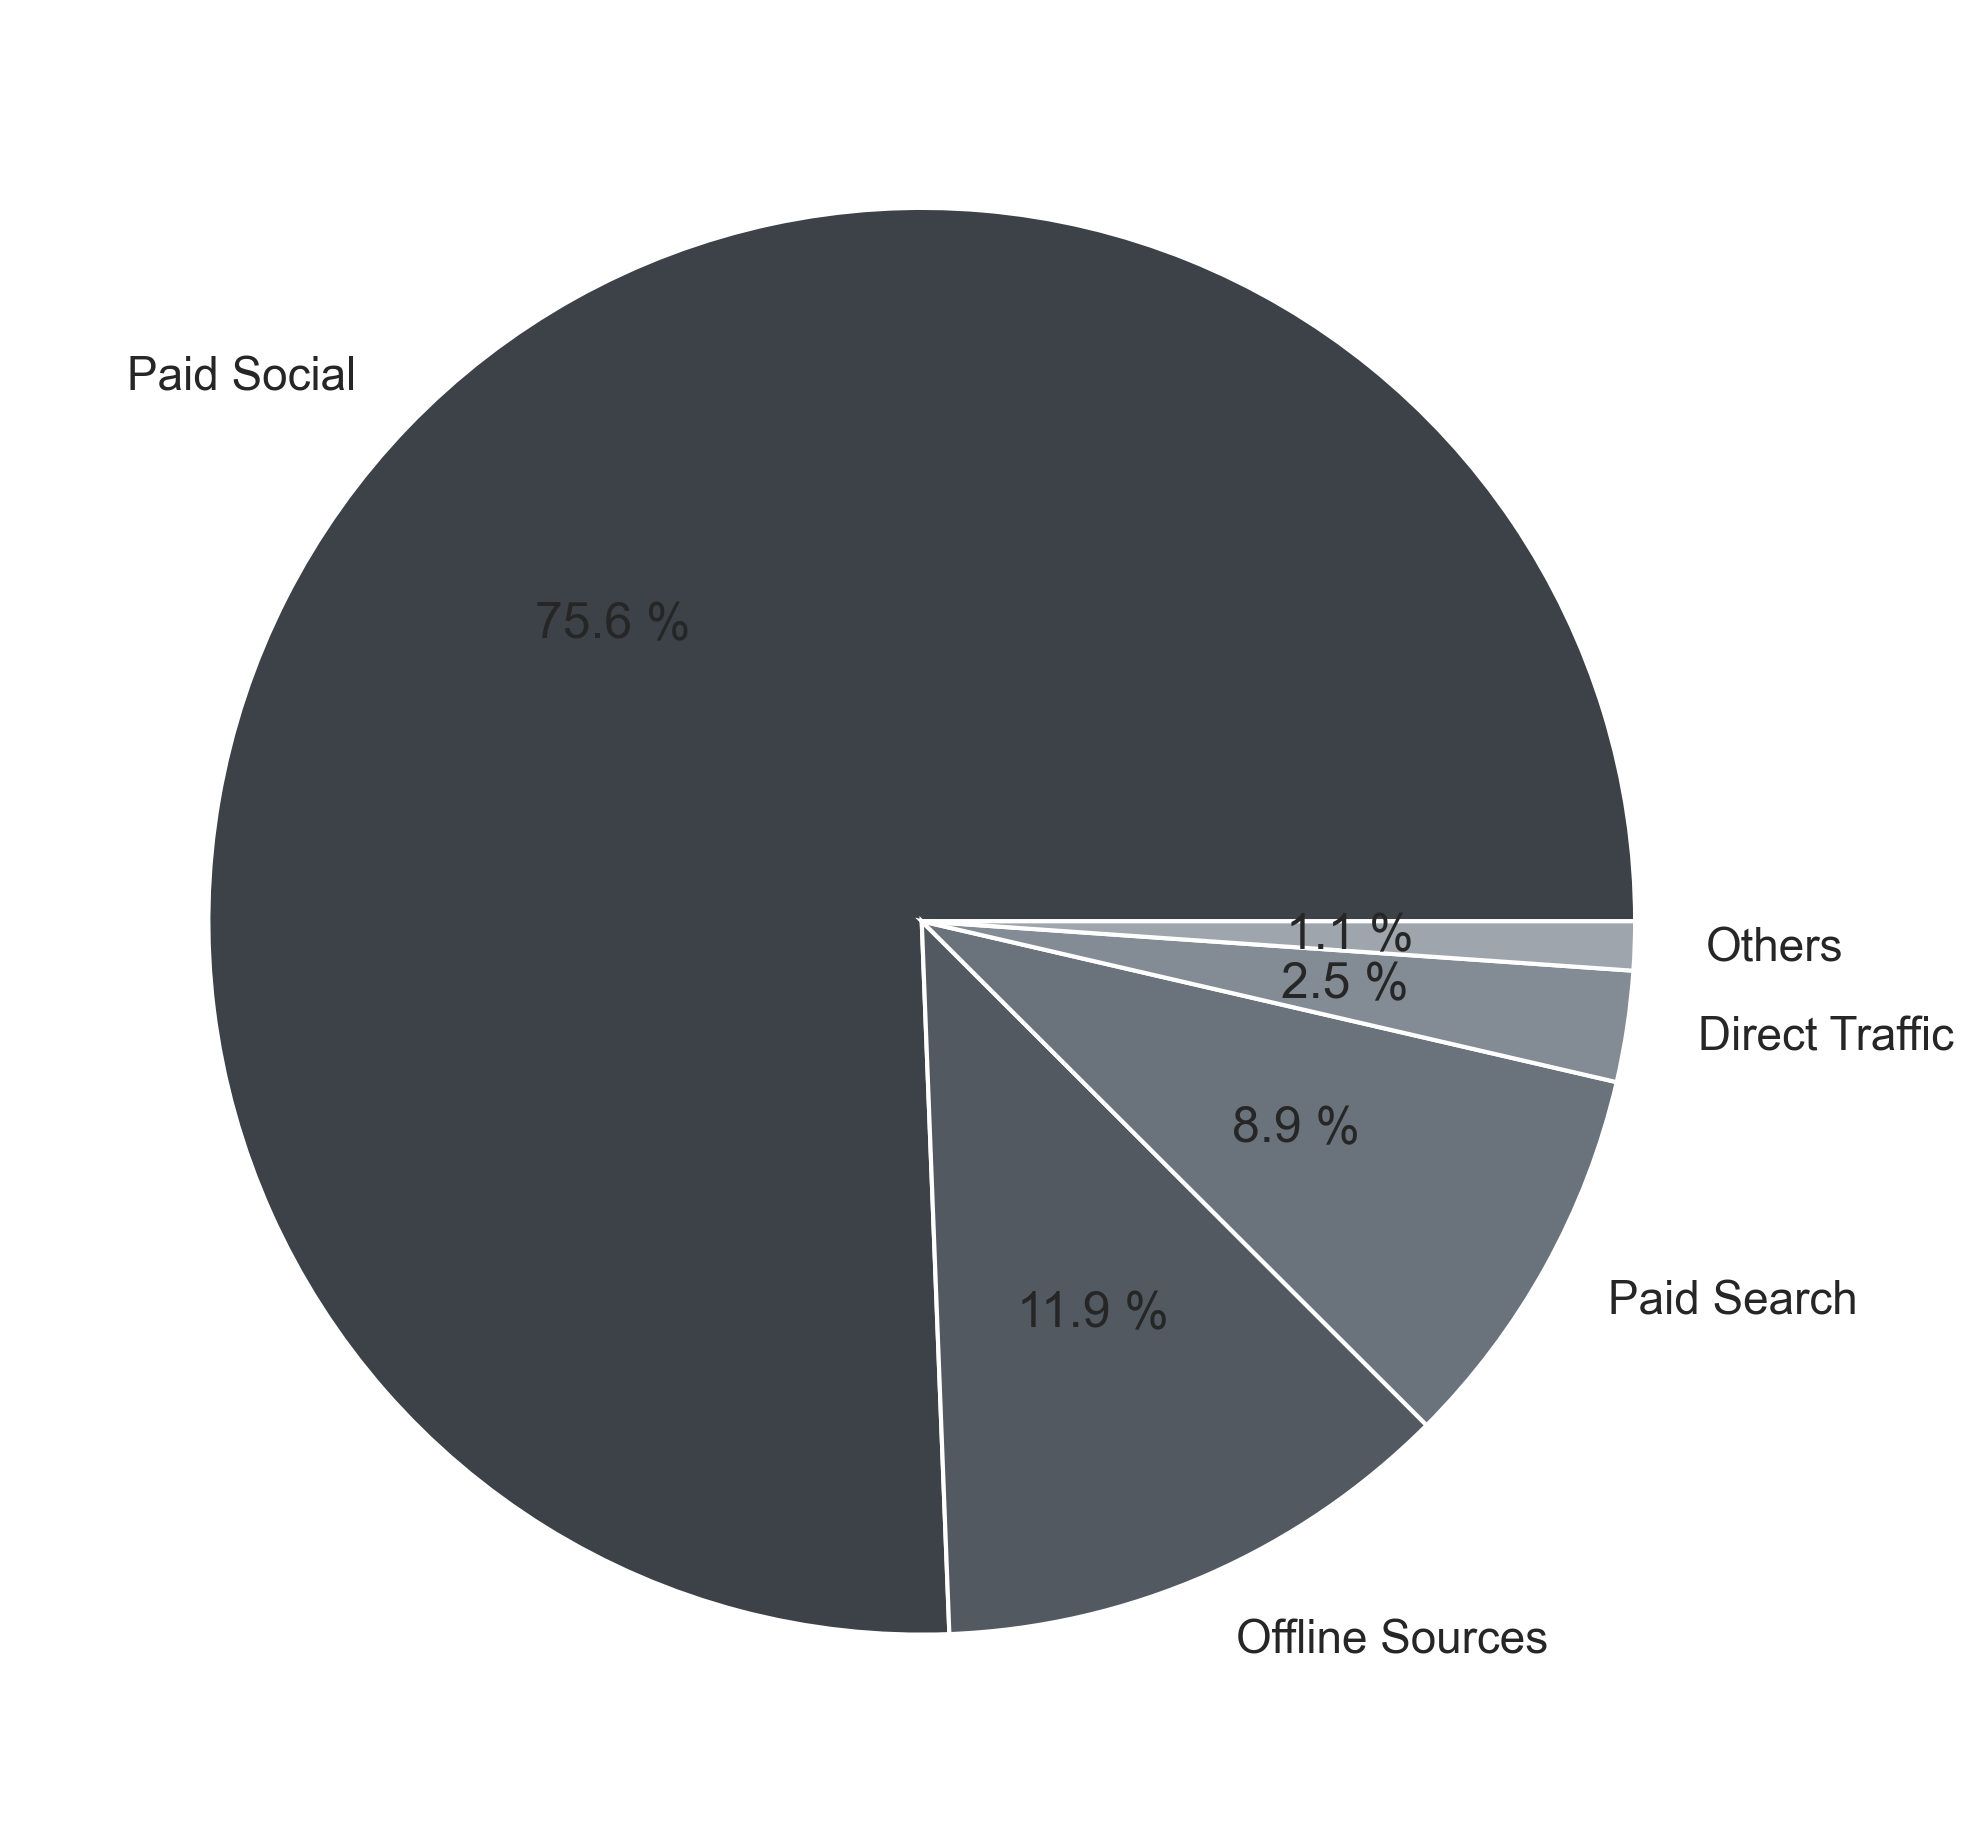 Paid Social
75.6 %
1.1 %
Others
2.5 %
Direct Traffic
8.9 %
Paid Search
11.9 %
Offline Sources